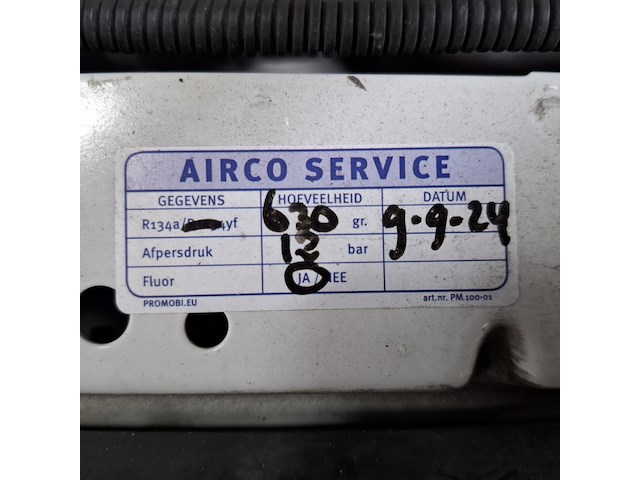 AIRCO SERVICE
GEGEVENS HOEVEELHEID DATUM
R134a/ 4yf 630 gr. 9-9-24
Afpersdruk bar
Fluor JA / NEE
PROMOBI.EU art.nr. PM 100-01